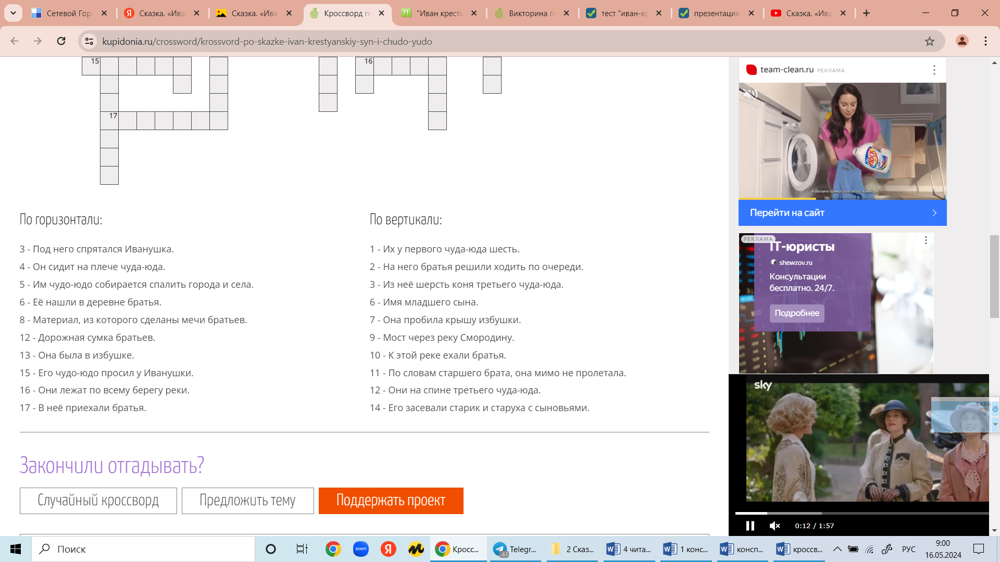 Сетевой Гор
Сказка. «Ива
Сказка. «Ива
Кроссворд по
"Иван кресть
Викторина по
тест "иван-кр
презентация
Сказка. «Ива
kupidonia.ru/crossword/krossvord-po-skazke-ivan-krestyanskiy-syn-i-chudo-yudo
15
16
17
По горизонтали:
3 - Под него спрятался Иванушка.
4 - Он сидит на плече чуда-юда.
5 - Им чудо-юдо собирается спалить города и села.
6 - Её нашли в деревне братья.
8 - Материал, из которого сделаны мечи братьев.
12 - Дорожная сумка братьев.
13 - Она была в избушке.
15 - Его чудо-юдо просил у Иванушки.
16 - Они лежат по всему берегу реки.
17 - В неё приехали братья.
По вертикали:
1 - Их у первого чуда-юда шесть.
2 - На него братья решили ходить по очереди.
3 - Из неё шерсть коня третьего чуда-юда.
6 - Имя младшего сына.
7 - Она пробила крышу избушки.
9 - Мост через реку Смородину.
10 - К этой реке ехали братья.
11 - По словам старшего брата, она мимо не пролетала.
12 - Они на спине третьего чуда-юда.
14 - Его засевали старик и старуха с сыновьями.
Закончили отгадывать?
Случайный кроссворд
Предложить тему
Поддержать проект
team-clean.ru РЕКЛАМА
ЛОСК
Избегайте прямого контакта с кожей рук
Перейти на сайт
РЕКЛАМА
IT-юристы
shewzov.ru
Консультации
бесплатно. 24/7.
Подробнее
sky
5 KB/s
0:12 / 1:57
Поиск
zoom
Кросс...
Telegr...
..61
2 Сказ...
4 чита...
1 конс...
консп...
кроссв...
РУС
9:00
16.05.2024